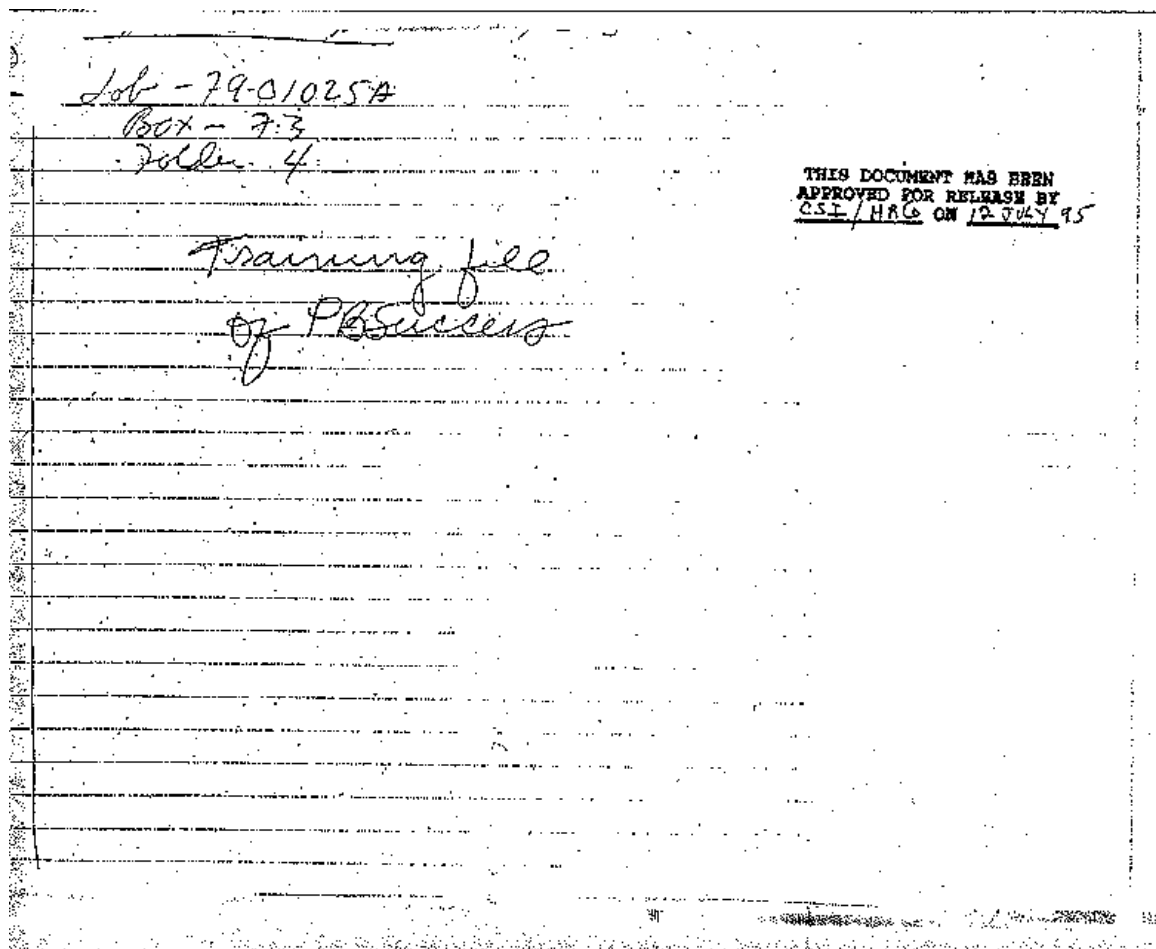 Job - 79-01025A
Box - 73
Folder 4
THIS DOCUMENT HAS BEEN
APPROVED FOR RELEASE BY
CSI/HRG ON 12 JULY 95
Training file
of PBSuccess